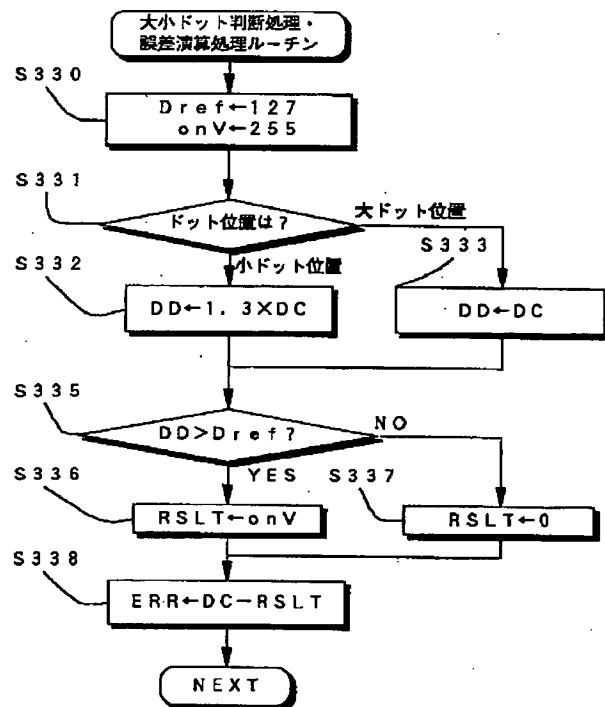 大小ドット判断処理・
誤差演算処理ルーチン
S330
Dref←127
onV←255
S331
ドット位置は?
大ドット位置
S332
小ドット位置
S333
DD←1.3×DC
DD←DC
S335
DD>Dref?
NO
YES
S336
S337
RSLT←onV
RSLT←0
S338
ERR←DC−RSLT
NEXT